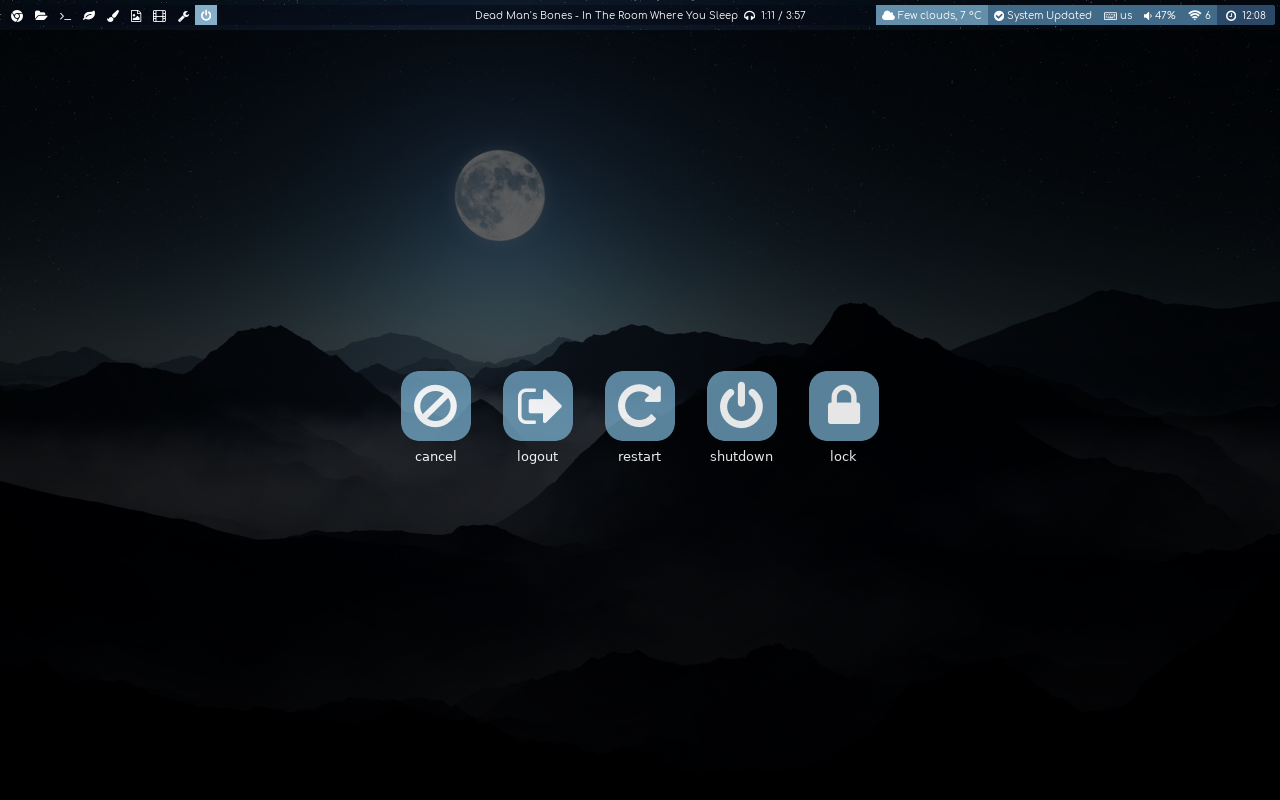 Dead Man's Bones - In The Room Where You Sleep 1:11 / 3:57
Few clouds, 7 °C System Updated us 47% 6 12:08
cancel logout restart shutdown lock